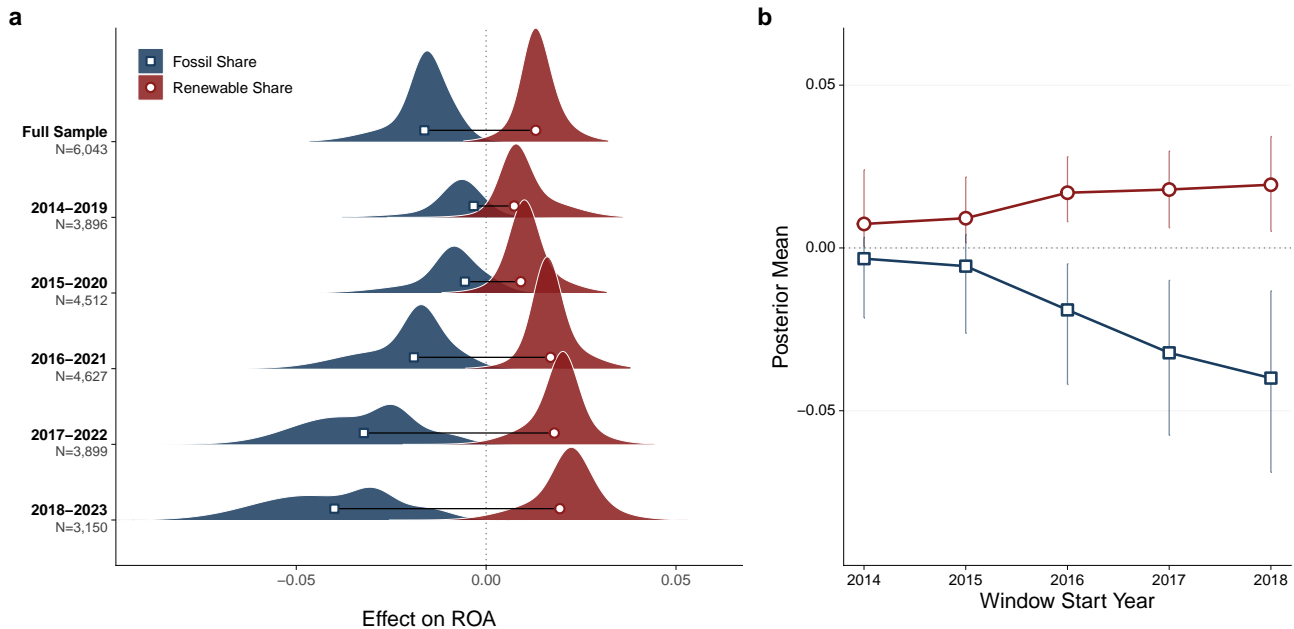 a
Fossil Share
Renewable Share
Full Sample
N=6,043
2014–2019
N=3,896
2015–2020
N=4,512
2016–2021
N=4,627
2017–2022
N=3,899
2018–2023
N=3,150
−0.05
0.00
0.05
Effect on ROA
b
0.05
0.00
−0.05
Posterior Mean
2014
2015
2016
2017
2018
Window Start Year